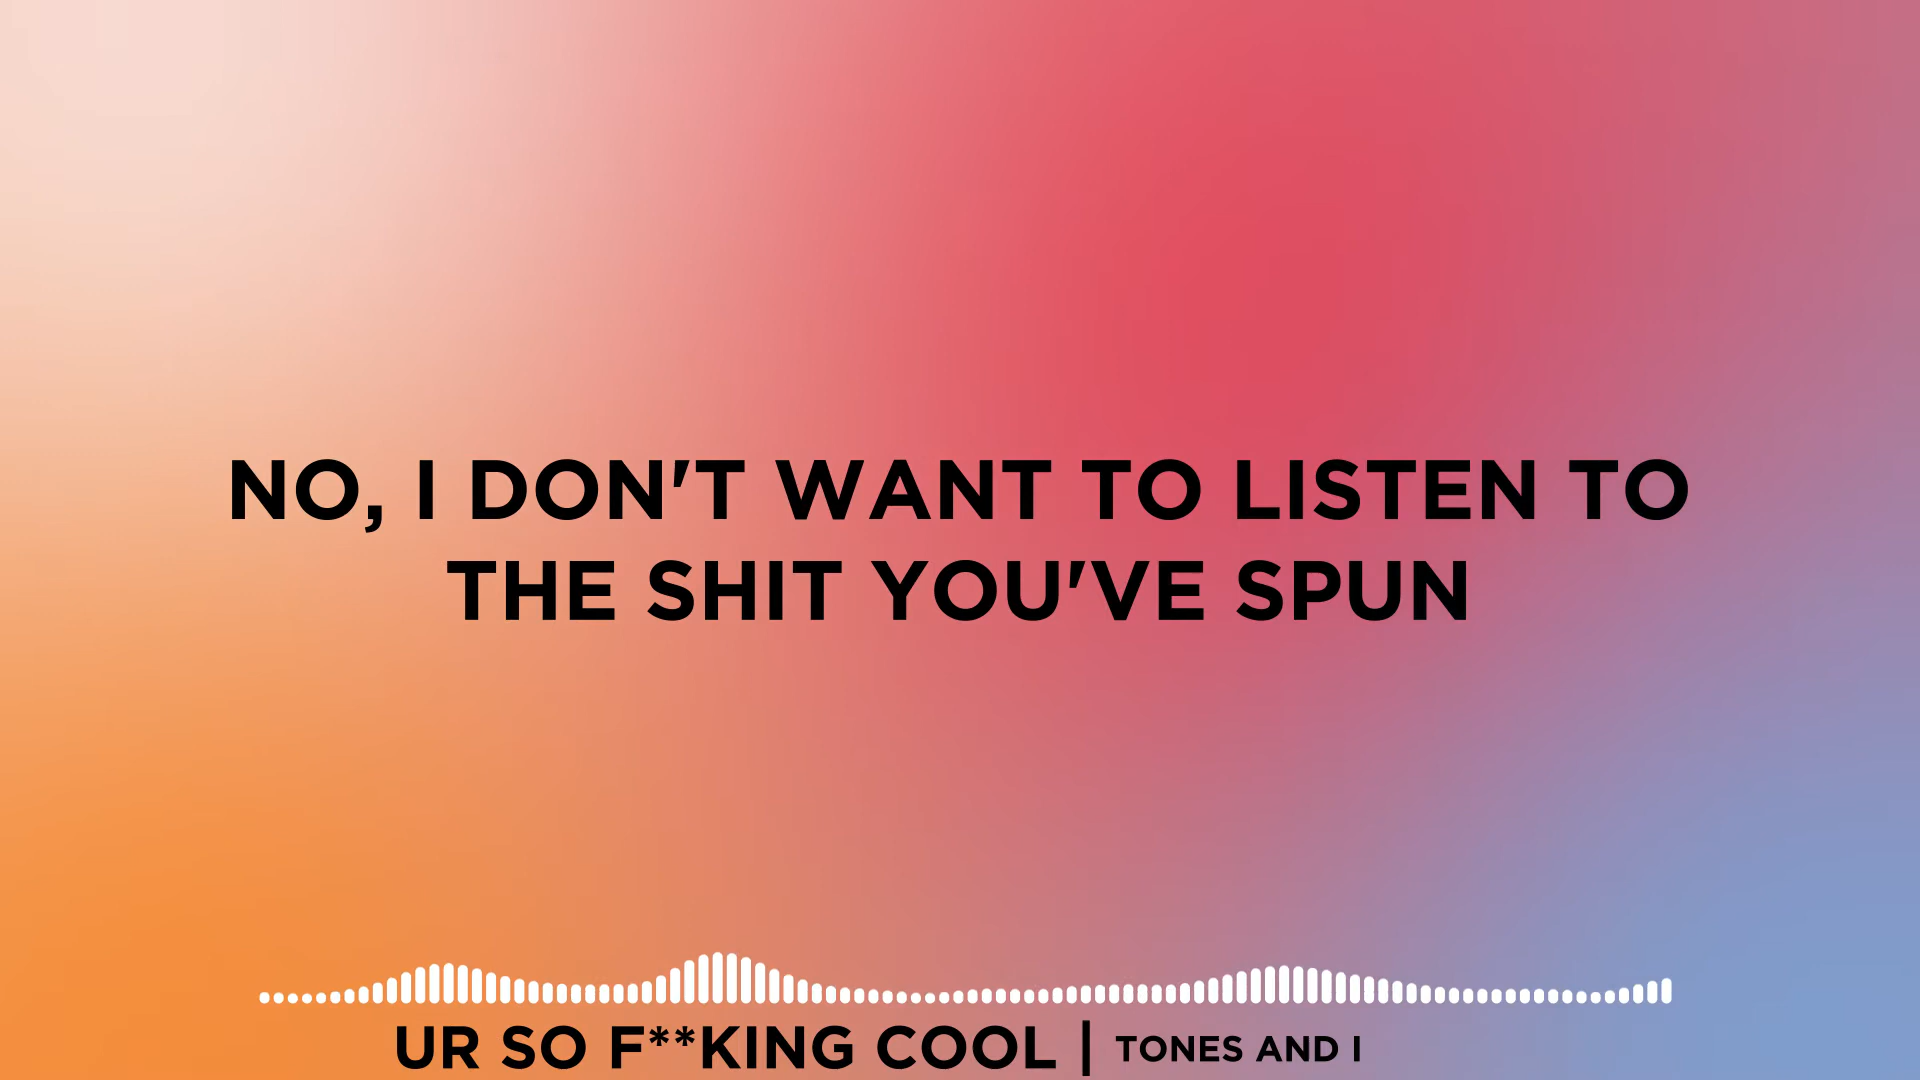 NO, I DON'T WANT TO LISTEN TO
THE SHIT YOU'VE SPUN
UR SO F**KING COOL | TONES AND I